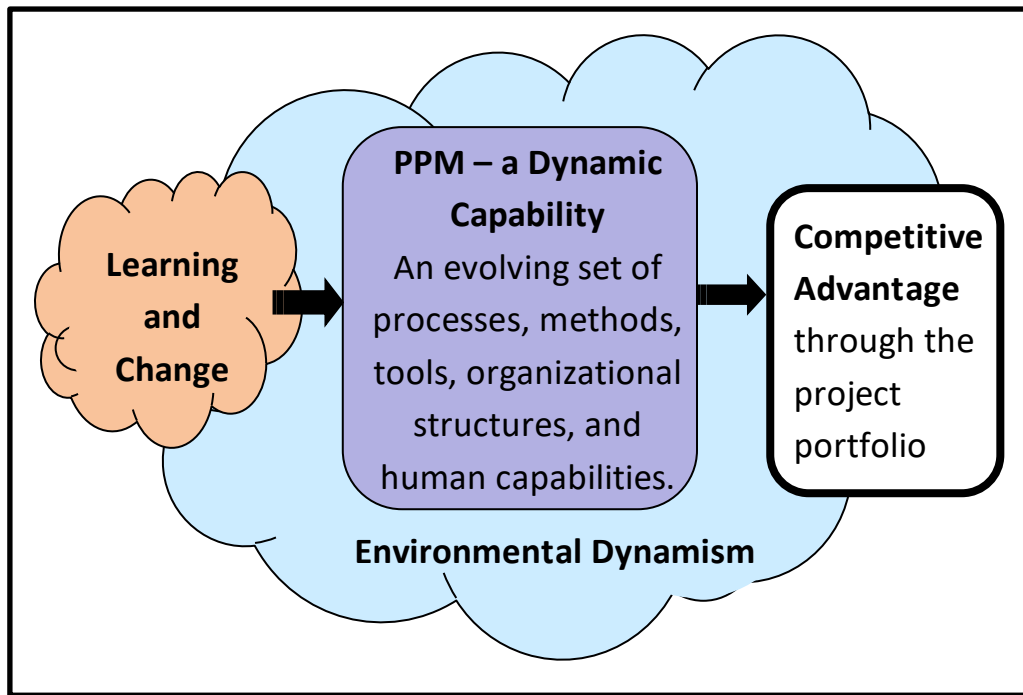 Learning
and
Change
PPM – a Dynamic
Capability
An evolving set of
processes, methods,
tools, organizational
structures, and
human capabilities.
Competitive
Advantage
through the
project
portfolio
Environmental Dynamism